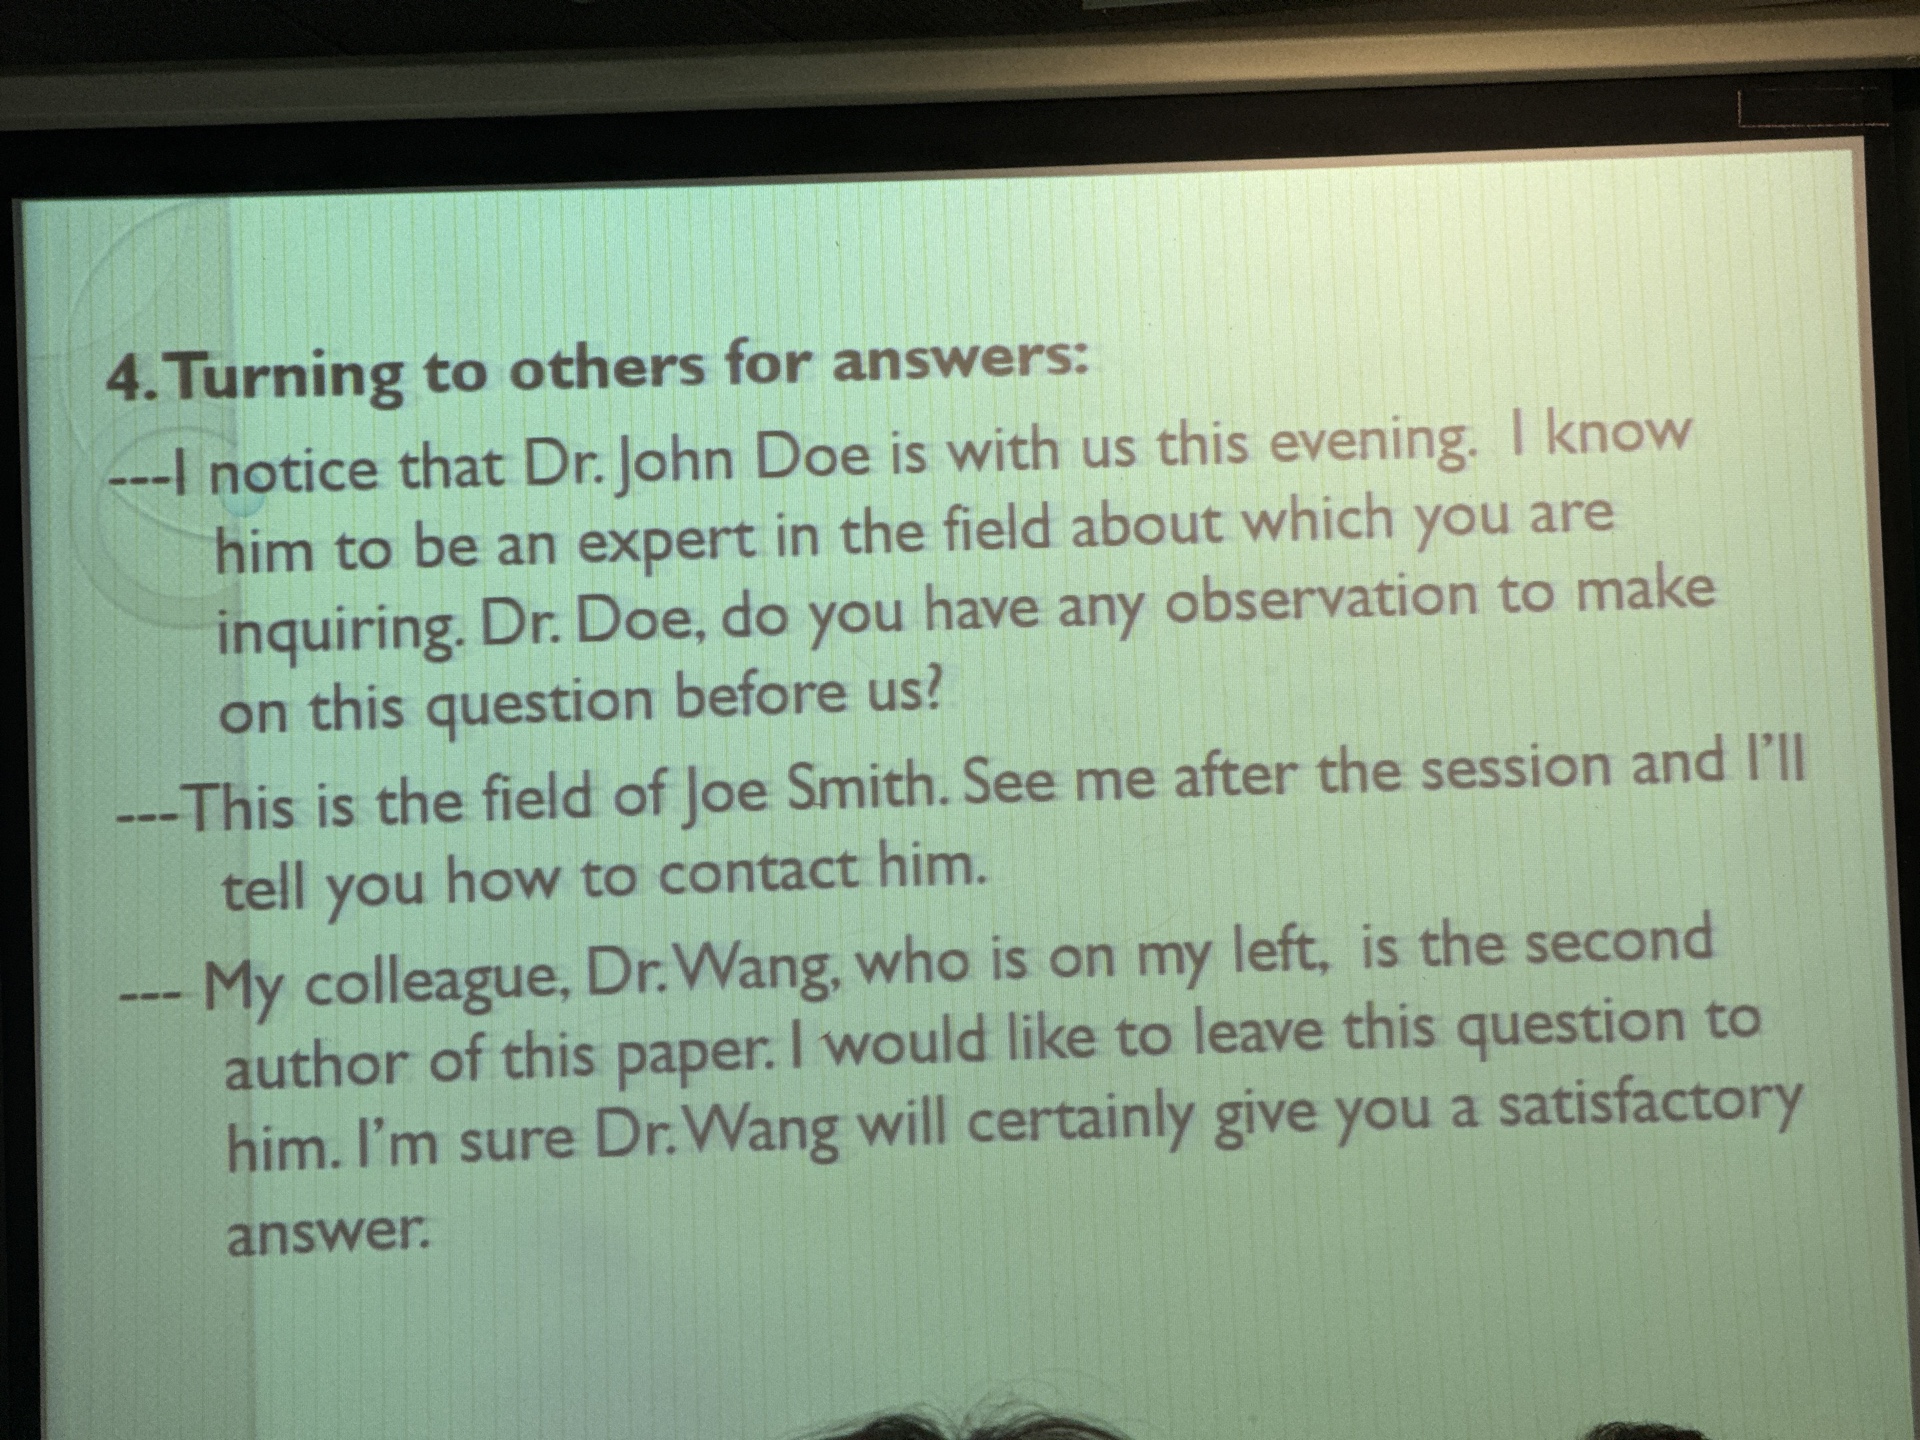 4. Turning to others for answers:
---I notice that Dr. John Doe is with us this evening. I know
him to be an expert in the field about which you are
inquiring. Dr. Doe, do you have any observation to make
on this question before us?
---This is the field of Joe Smith. See me after the session and I'll
tell you how to contact him.
--- My colleague, Dr. Wang, who is on my left, is the second
author of this paper. I would like to leave this question to
him. I'm sure Dr. Wang will certainly give you a satisfactory
answer.